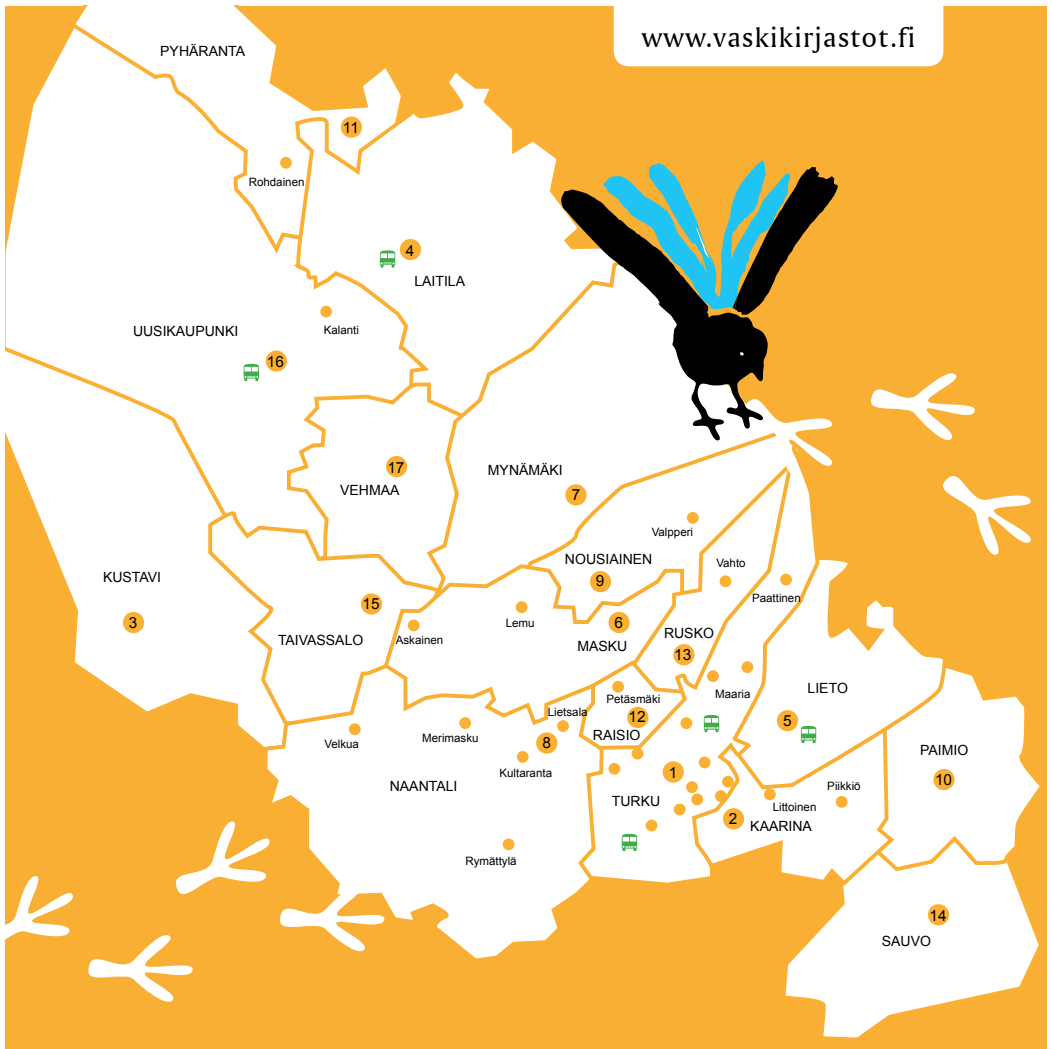 www.vaskikirjastot.fi
PYHÄRANTA
11
Rohdainen
4
LAITILA
Kalanti
UUSIKAUPUNKI
16
17
VEHMAA
MYNÄMÄKI
7
Valpperi
NOUSIAINEN
9
Vahto
Paattinen
KUSTAVI
3
15
TAIVASSALO
Askainen
Lemu
6
MASKU
RUSKO
13
Maaria
LIETO
5
Petäsmäki
12
RAISIO
Lietsala
8
Velkua
Merimasku
Kultaranta
NAANTALI
1
TURKU
2
KAARINA
Littoinen
Piikkiö
PAIMIO
10
Rymättylä
14
SAUVO